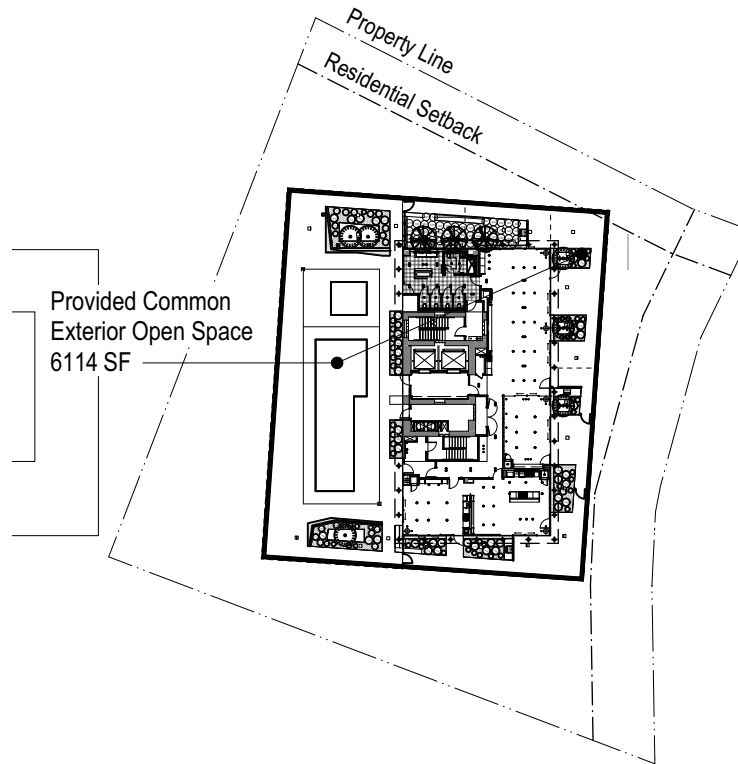 Property Line
Residential Setback
Provided Common
Exterior Open Space
6114 SF